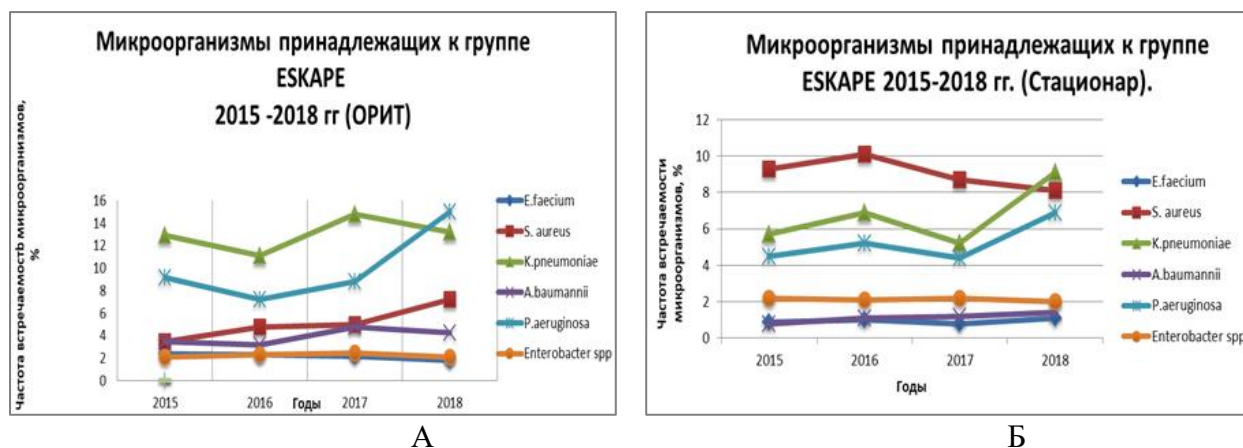 Микроорганизмы принадлежащих к группе
ESKAPE
2015 -2018 гг (ОРИТ)
Частота встречаемость микроорганизмов,
%
16
14
12
10
8
6
4
2
0
2015
2016
2017
2018
Годы
E.faecium
S. aureus
K.pneumoniae
A.baumannii
P.aeruginosa
Enterobacter spp
А
Микроорганизмы принадлежащих к группе
ESKAPE 2015-2018 гг. (Стационар).
Частота встречаемости
микроорганизмов, %
12
10
8
6
4
2
0
2015
2016
2017
2018
Годы
E.faecium
S. aureus
K.pneumoniae
A.baumannii
P.aeruginosa
Enterobacter spp
Б